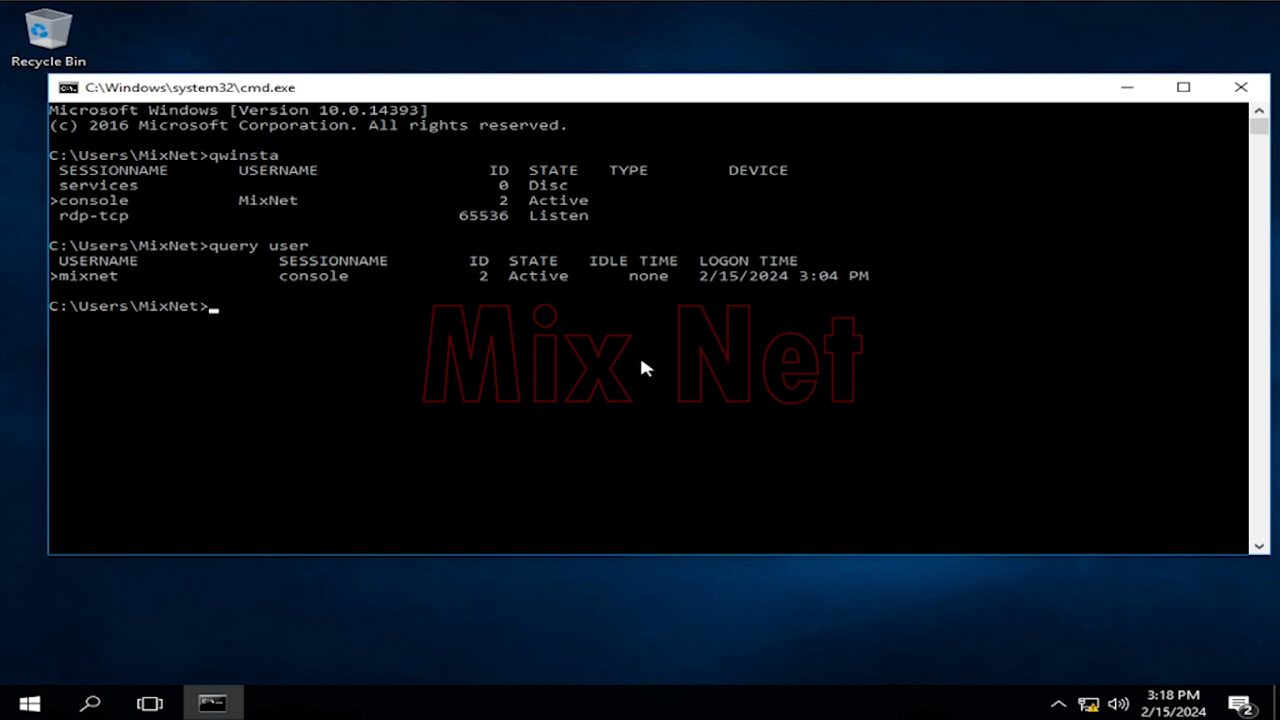 Recycle Bin
C:\Windows\system32\cmd.exe
Microsoft Windows [Version 10.0.14393]
(c) 2016 Microsoft Corporation. All rights reserved.
C:\Users\MixNet>qwinsta
SESSIONNAME USERNAME ID STATE TYPE DEVICE
services 0 Disc
>console MixNet 2 Active
rdp-tcp 65536 Listen
C:\Users\MixNet>query user
USERNAME SESSIONNAME ID STATE IDLE TIME LOGON TIME
>mixnet console 2 Active none 2/15/2024 3:04 PM
C:\Users\MixNet>
Mix Net
3:18 PM
2/15/2024
2